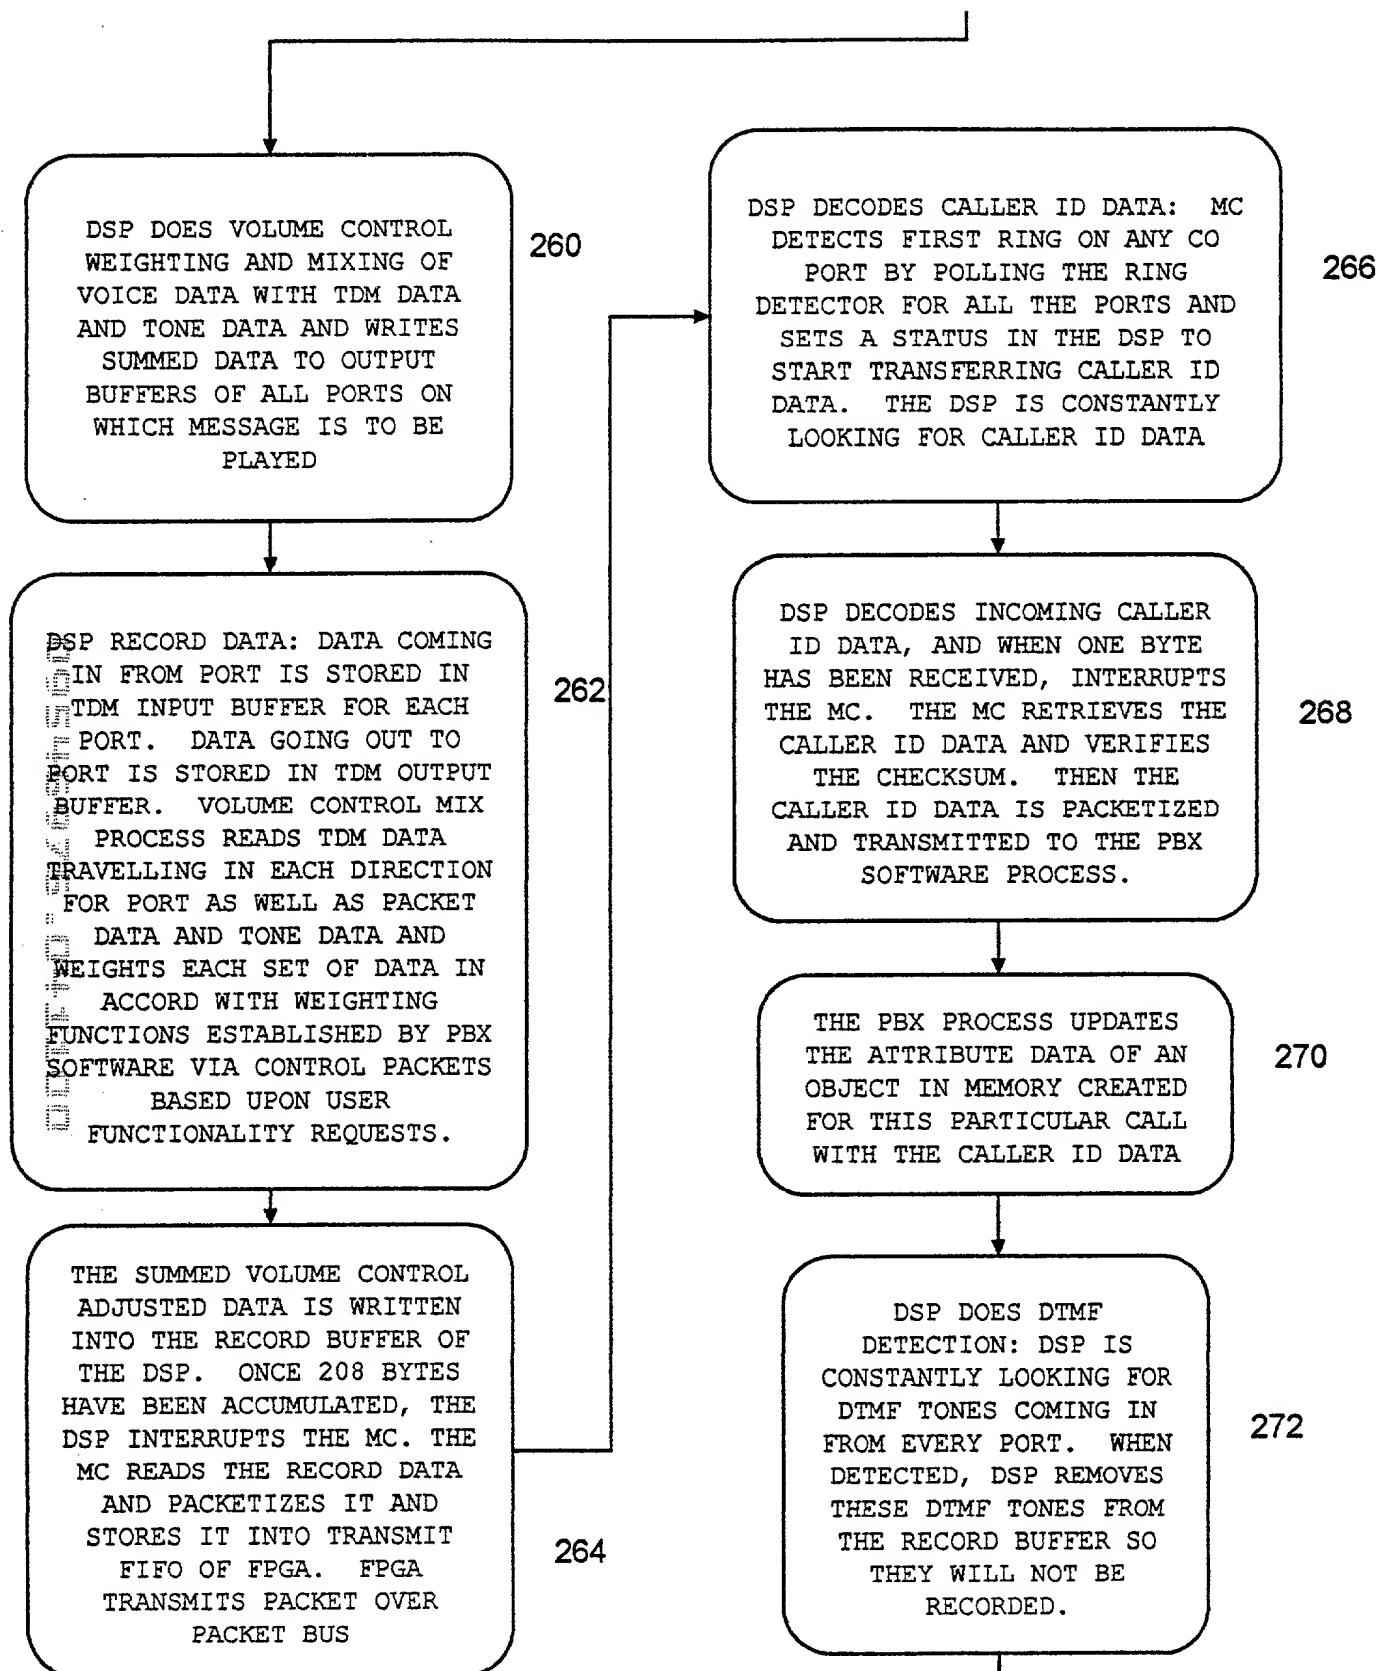 DSP DOES VOLUME CONTROL
WEIGHTING AND MIXING OF
VOICE DATA WITH TDM DATA
AND TONE DATA AND WRITES
SUMMED DATA TO OUTPUT
BUFFERS OF ALL PORTS ON
WHICH MESSAGE IS TO BE
PLAYED
260
DSP RECORD DATA: DATA COMING
IN FROM PORT IS STORED IN
TDM INPUT BUFFER FOR EACH
PORT. DATA GOING OUT TO
PORT IS STORED IN TDM OUTPUT
BUFFER. VOLUME CONTROL MIX
PROCESS READS TDM DATA
TRAVELLING IN EACH DIRECTION
FOR PORT AS WELL AS PACKET
DATA AND TONE DATA AND
WEIGHTS EACH SET OF DATA IN
ACCORD WITH WEIGHTING
FUNCTIONS ESTABLISHED BY PBX
SOFTWARE VIA CONTROL PACKETS
BASED UPON USER
FUNCTIONALITY REQUESTS.
262
THE SUMMED VOLUME CONTROL
ADJUSTED DATA IS WRITTEN
INTO THE RECORD BUFFER OF
THE DSP. ONCE 208 BYTES
HAVE BEEN ACCUMULATED, THE
DSP INTERRUPTS THE MC. THE
MC READS THE RECORD DATA
AND PACKETIZES IT AND
STORES IT INTO TRANSMIT
FIFO OF FPGA. FPGA
TRANSMITS PACKET OVER
PACKET BUS
264
DSP DECODES CALLER ID DATA: MC
DETECTS FIRST RING ON ANY CO
PORT BY POLLING THE RING
DETECTOR FOR ALL THE PORTS AND
SETS A STATUS IN THE DSP TO
START TRANSFERRING CALLER ID
DATA. THE DSP IS CONSTANTLY
LOOKING FOR CALLER ID DATA
266
DSP DECODES INCOMING CALLER
ID DATA, AND WHEN ONE BYTE
HAS BEEN RECEIVED, INTERRUPTS
THE MC. THE MC RETRIEVES THE
CALLER ID DATA AND VERIFIES
THE CHECKSUM. THEN THE
CALLER ID DATA IS PACKETIZED
AND TRANSMITTED TO THE PBX
SOFTWARE PROCESS.
268
THE PBX PROCESS UPDATES
THE ATTRIBUTE DATA OF AN
OBJECT IN MEMORY CREATED
FOR THIS PARTICULAR CALL
WITH THE CALLER ID DATA
270
DSP DOES DTMF
DETECTION: DSP IS
CONSTANTLY LOOKING FOR
DTMF TONES COMING IN
FROM EVERY PORT. WHEN
DETECTED, DSP REMOVES
THESE DTMF TONES FROM
THE RECORD BUFFER SO
THEY WILL NOT BE
RECORDED.
272